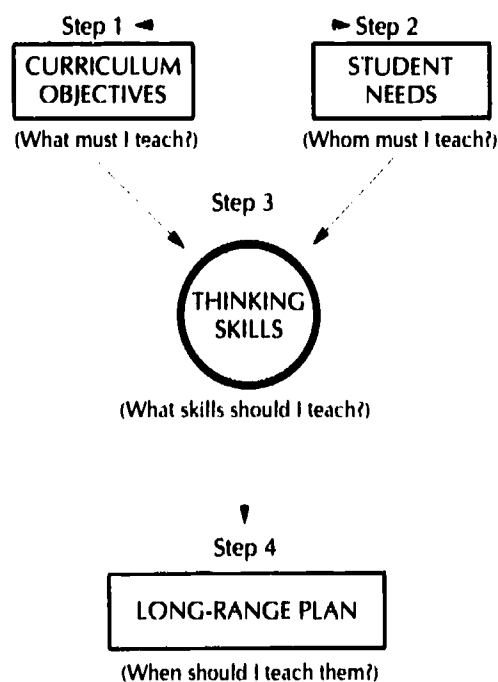 Step 1
Step 2
CURRICULUM
OBJECTIVES
STUDENT
NEEDS
(What must I teach?)
(Whom must I teach?)
Step 3
THINKING
SKILLS
(What skills should I teach?)
Step 4
LONG-RANGE PLAN
(When should I teach them?)